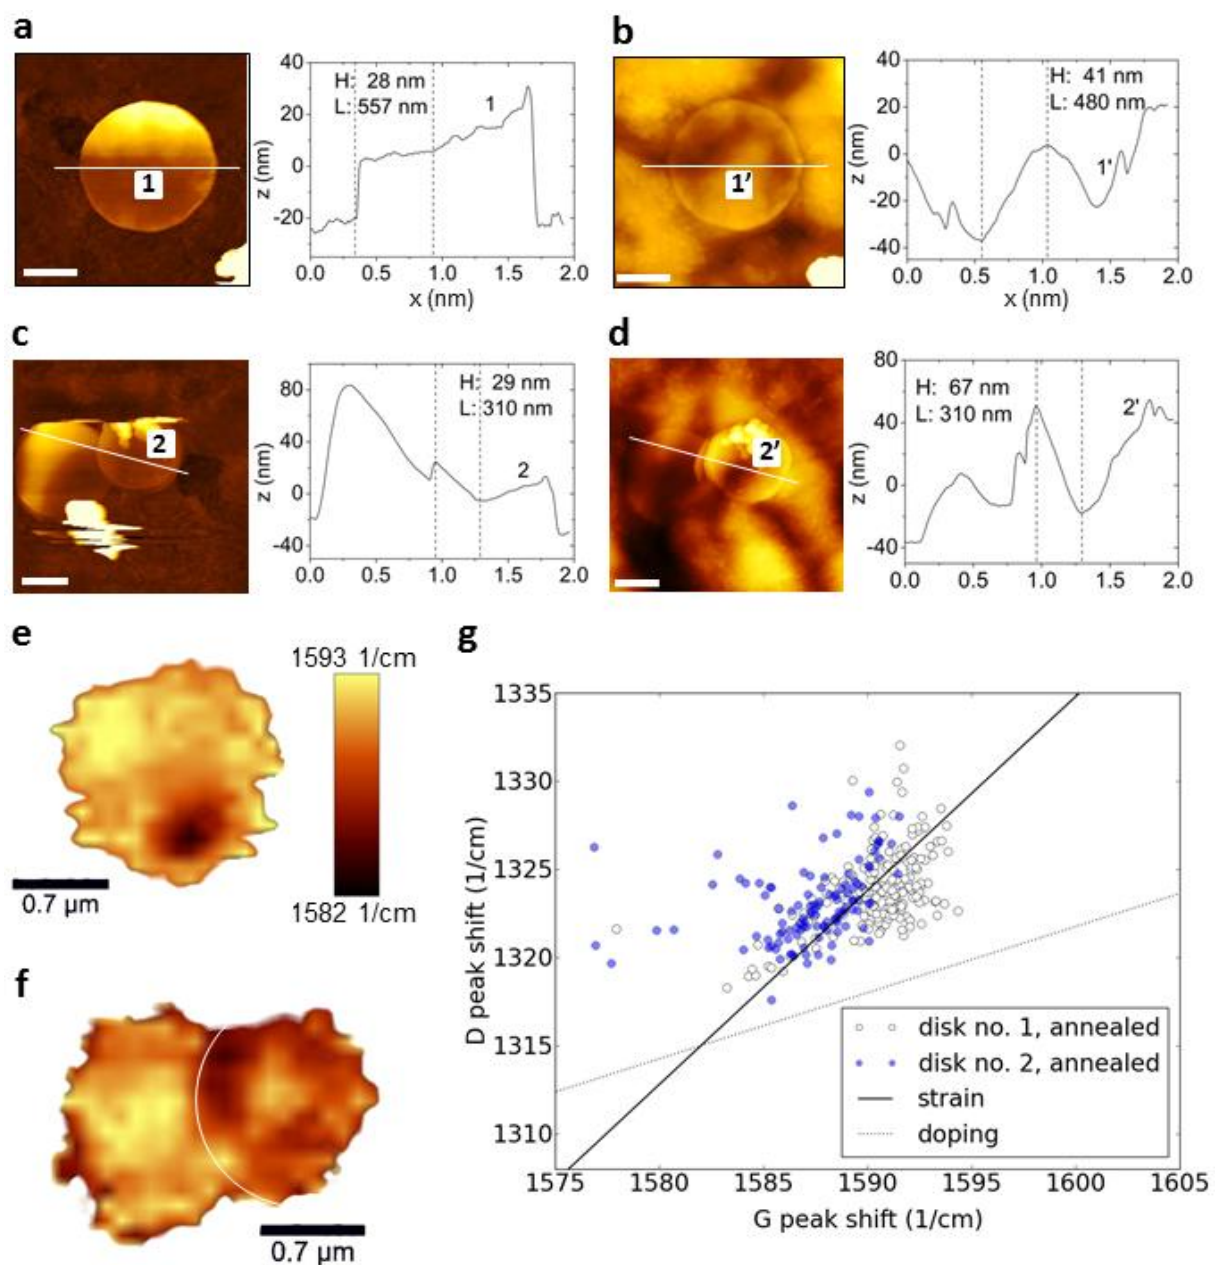 a
1
H: 28 nm
L: 557 nm
1
z (nm)
40
20
0
-20
0.0 0.5 1.0 1.5 2.0
x (nm)
b
1'
H: 41 nm
L: 480 nm
1'
z (nm)
40
20
0
-20
-40
0.0 0.5 1.0 1.5 2.0
x (nm)
c
2
H: 29 nm
L: 310 nm
2
z (nm)
80
40
0
-40
0.0 0.5 1.0 1.5 2.0
d
2'
H: 67 nm
L: 310 nm
2'
z (nm)
80
40
0
-40
0.0 0.5 1.0 1.5 2.0
e
1593 1/cm
1582 1/cm
0.7 µm
f
0.7 µm
g
D peak shift (1/cm)
1335
1330
1325
1320
1315
1310
disk no. 1, annealed
disk no. 2, annealed
strain
doping
1575 1580 1585 1590 1595 1600 1605
G peak shift (1/cm)